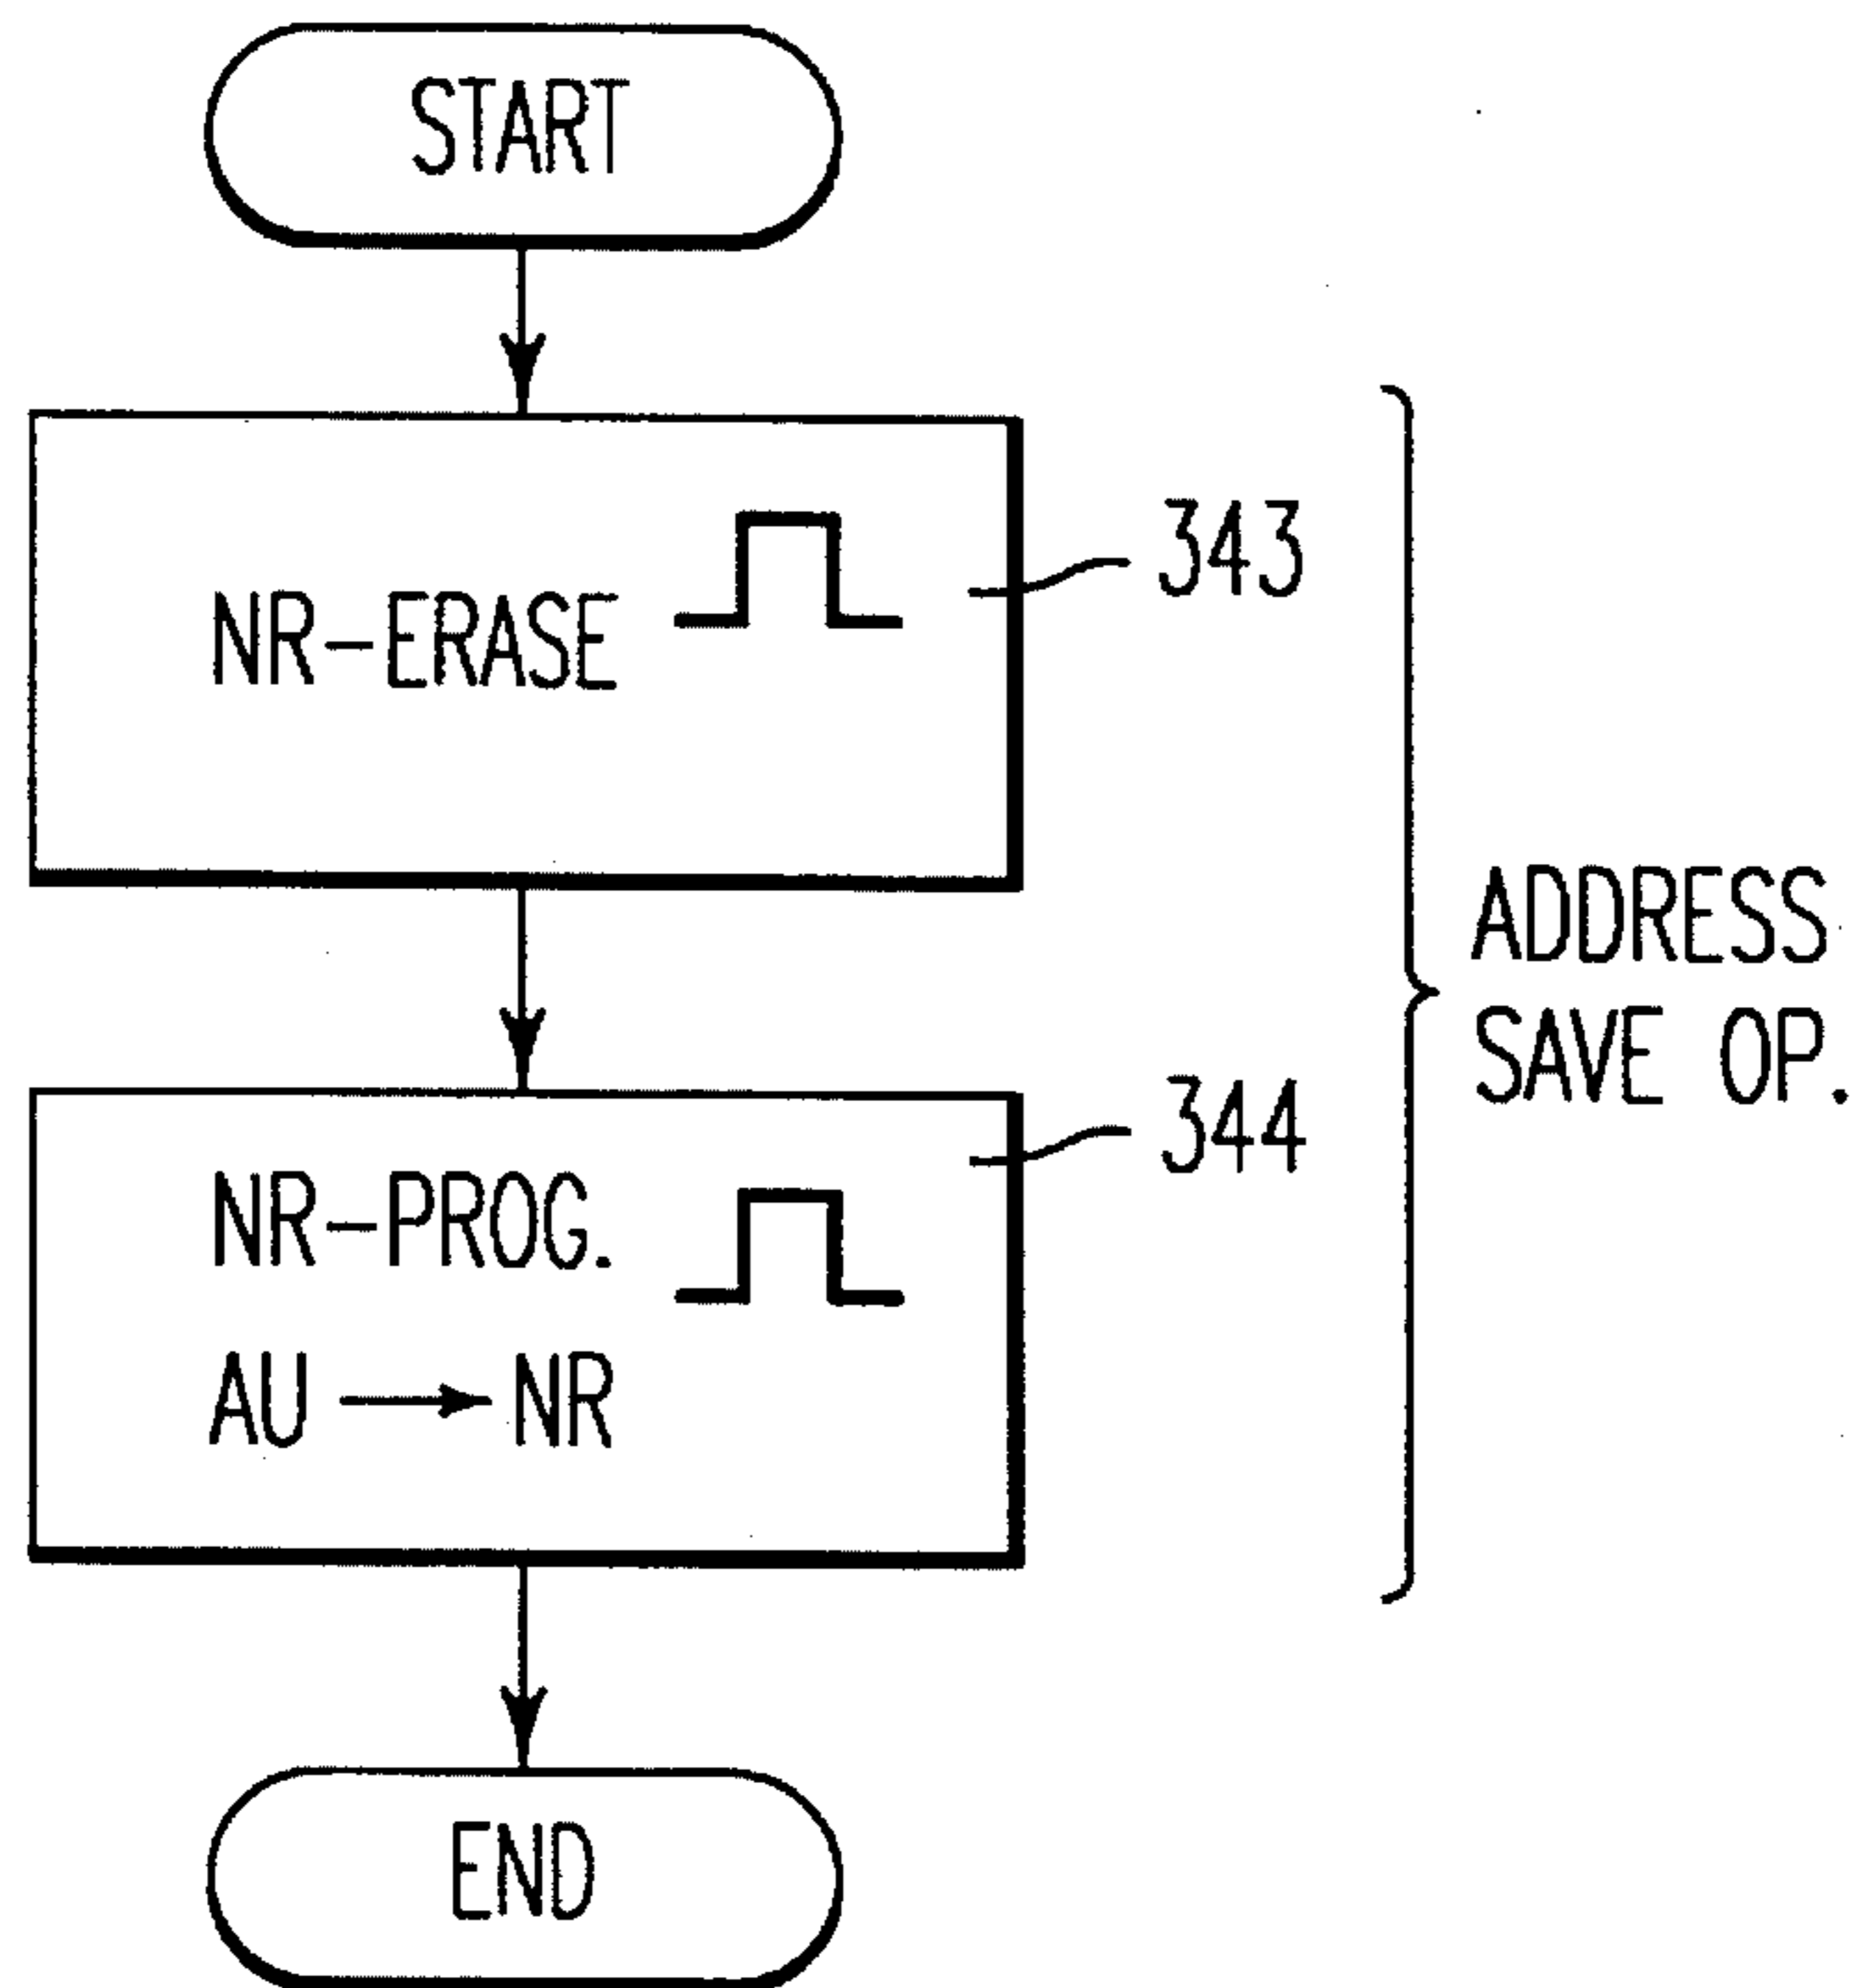 START
NR-ERASE
343
ADDRESS
SAVE OP.
344
NR-PROG.
AU → NR
END